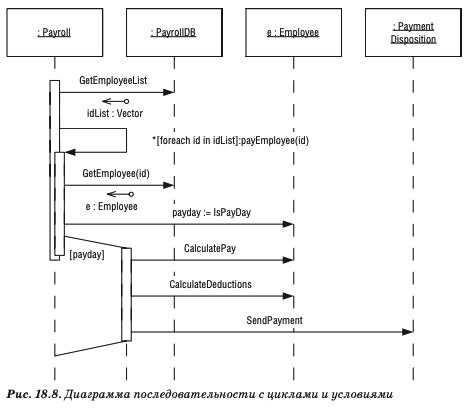 : Payroll
: PayrollDB
e : Employee
: Payment
Disposition
GetEmployeeList
idList : Vector
*[foreach id in idList]:payEmployee(id)
GetEmployee(id)
e : Employee
payday := IsPayDay
[payday]
CalculatePay
CalculateDeductions
SendPayment
Рис. 18.8. Диаграмма последовательности с циклами и условиями